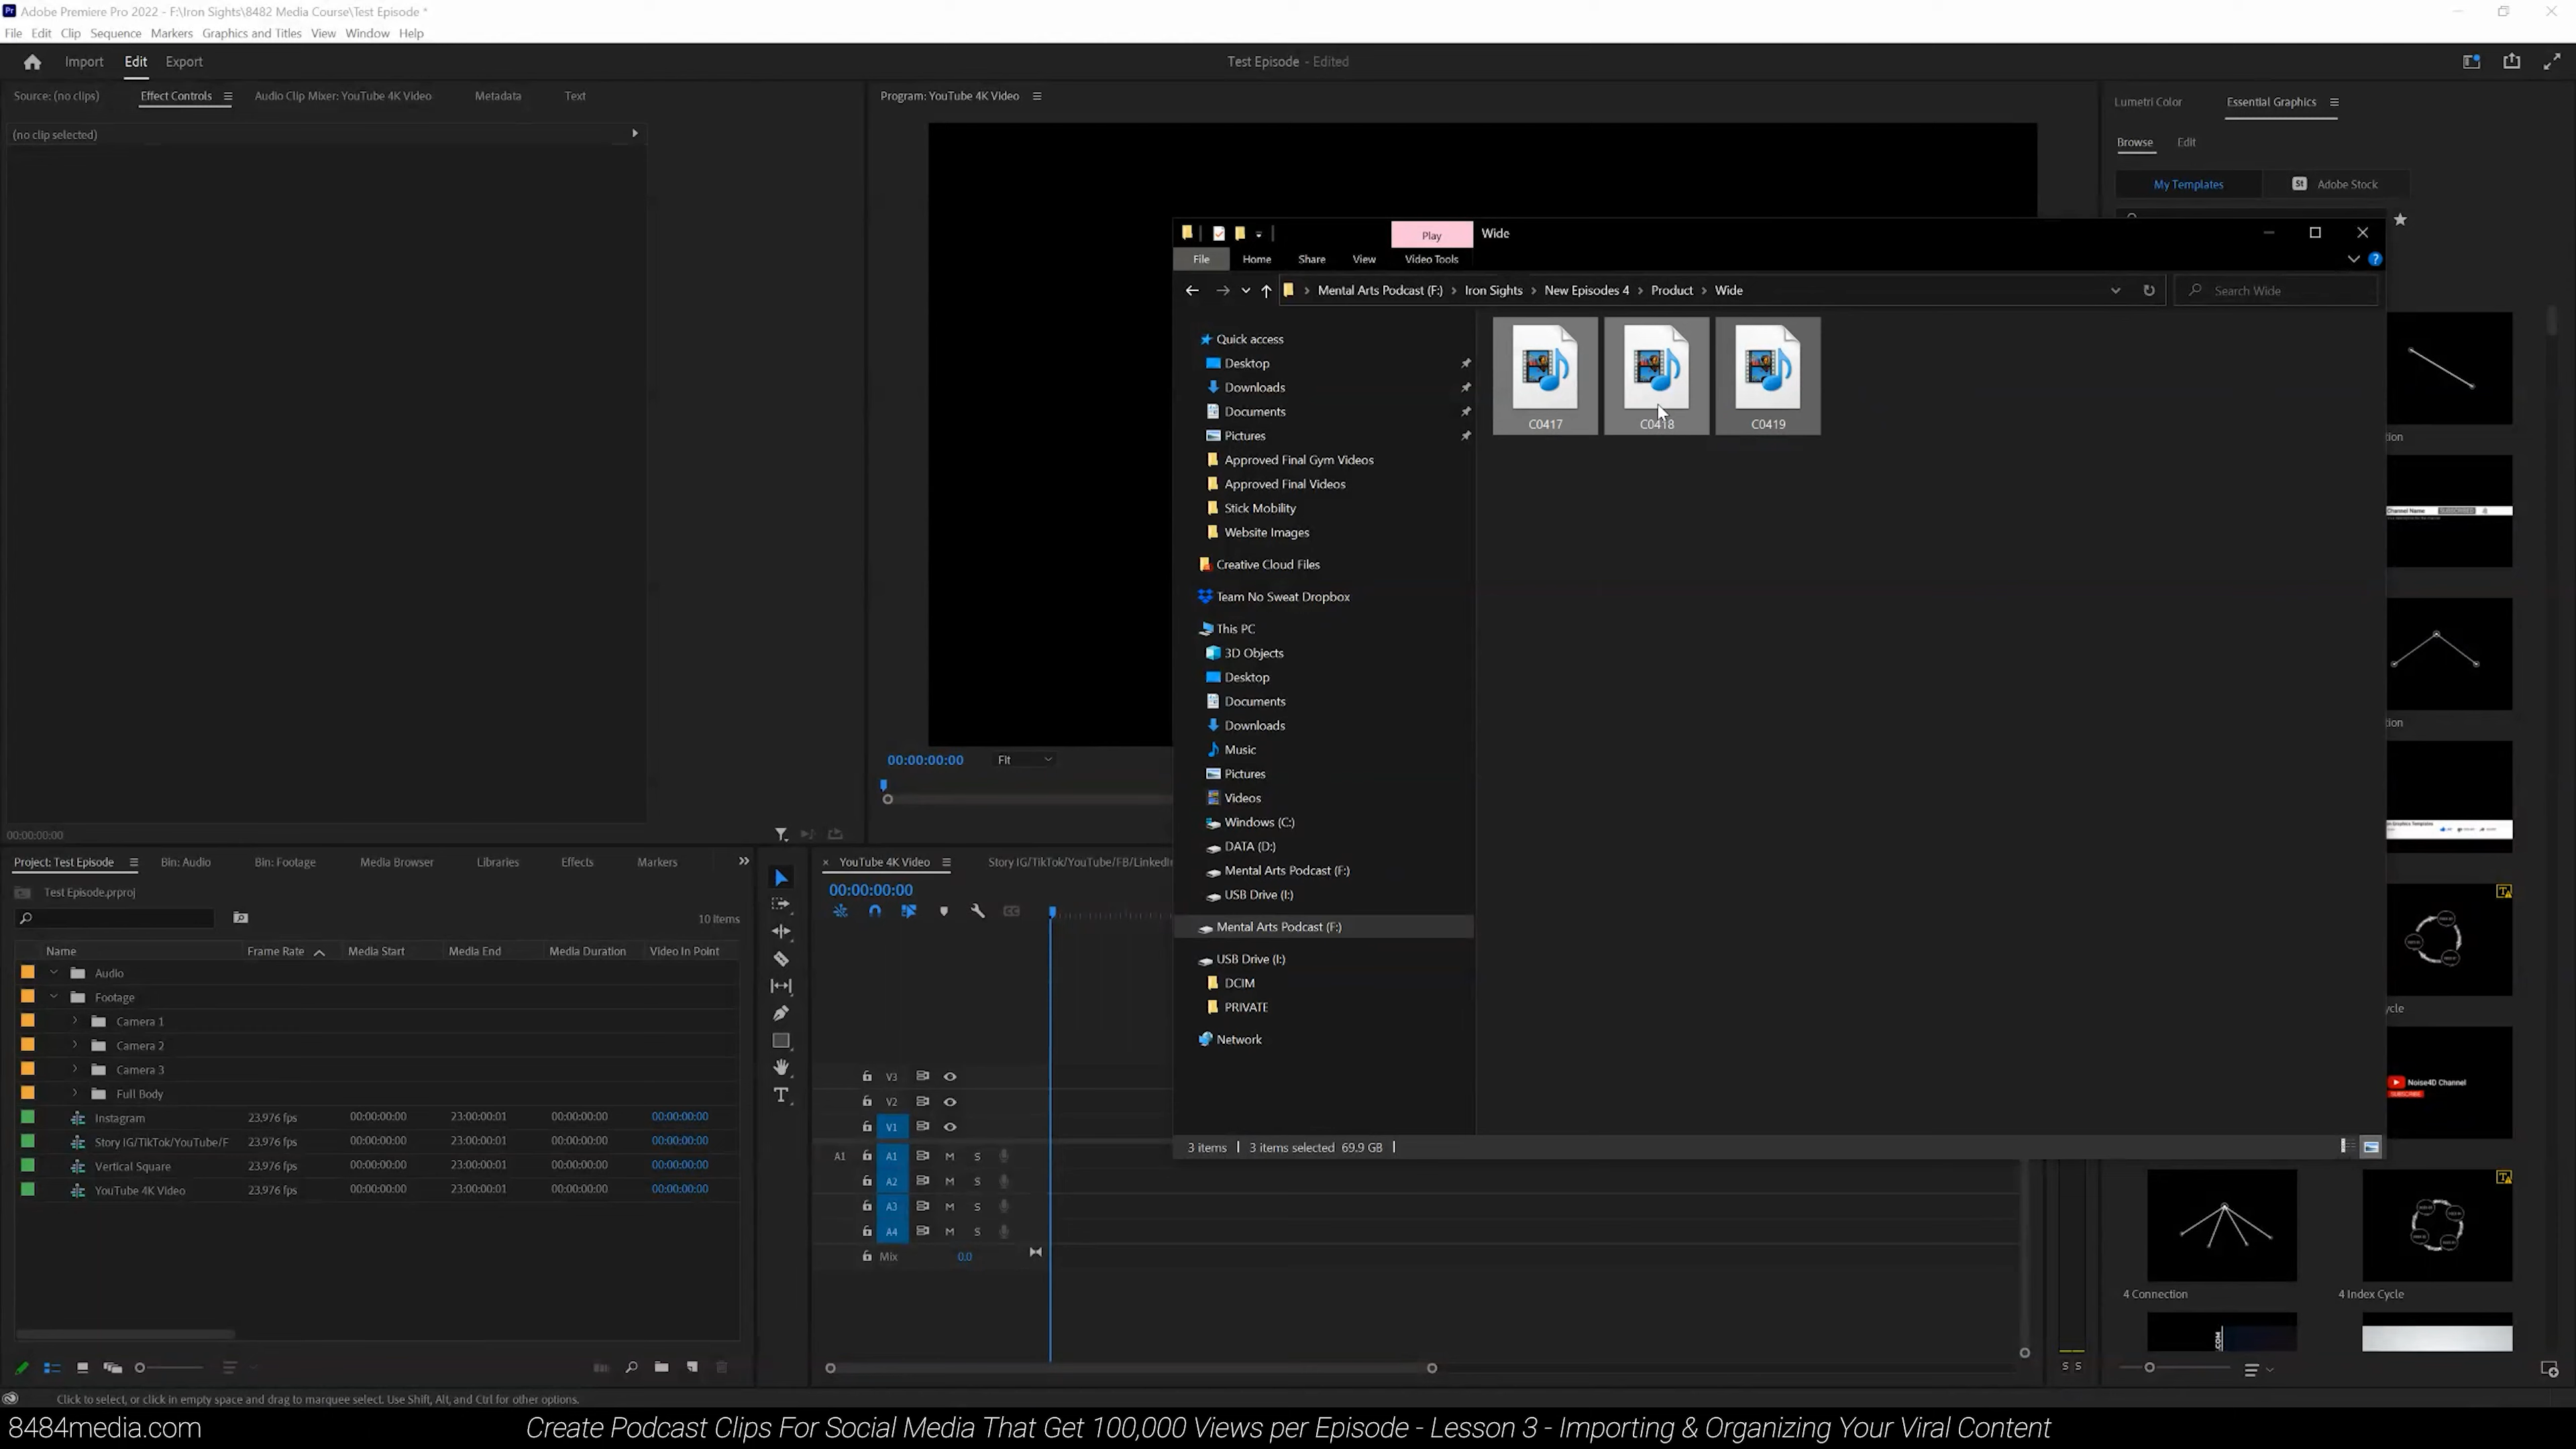 Adobe Premiere Pro 2022 - F:\Iron Sights\8482 Media Course\Test Episode *
File Edit Clip Sequence Markers Graphics and Titles View Window Help
Import Edit Export
Test Episode - Edited
Source: (no clips) Effect Controls Audio Clip Mixer: YouTube 4K Video Metadata Text
Program: YouTube 4K Video
Lumetri Color Essential Graphics
(no clip selected)
Browse Edit
My Templates St Adobe Stock
Play Wide
File Home Share View Video Tools
Mental Arts Podcast (F:) Iron Sights New Episodes 4 Product Wide
Search Wide
Quick access
Desktop
Downloads
Documents
Pictures
Approved Final Gym Videos
Approved Final Videos
Stick Mobility
Website Images
Creative Cloud Files
Team No Sweat Dropbox
This PC
3D Objects
Desktop
Documents
Downloads
Music
Pictures
Videos
Windows (C:)
DATA (D:)
Mental Arts Podcast (F:)
USB Drive (I:)
Mental Arts Podcast (F:)
USB Drive (I:)
DCIM
PRIVATE
Network
C0417 C0418 C0419
3 items 3 items selected 69.9 GB
00:00:00:00 Fit
00:00:00:00
Project: Test Episode Bin: Audio Bin: Footage Media Browser Libraries Effects Markers
Test Episode.prproj
10 Items
Name Frame Rate Media Start Media End Media Duration Video In Point
Audio
Footage
Camera 1
Camera 2
Camera 3
Full Body
Instagram 23.976 fps 00:00:00:00 23:00:00:01 00:00:00:00 00:00:00:00
Story IG/TikTok/YouTube/F 23.976 fps 00:00:00:00 23:00:00:01 00:00:00:00 00:00:00:00
Vertical Square 23.976 fps 00:00:00:00 23:00:00:01 00:00:00:00 00:00:00:00
YouTube 4K Video 23.976 fps 00:00:00:00 23:00:00:01 00:00:00:00 00:00:00:00
YouTube 4K Video Story IG/TikTok/YouTube/FB/LinkedIn
00:00:00:00
V3
V2
V1
A1 A1 M S
A2 M S
A3 M S
A4 M S
Mix 0.0
S S
Channel Name
Noise4D Channel
SUBSCRIBE
4 Connection 4 Index Cycle
Click to select, or click in empty space and drag to marquee select. Use Shift, Alt, and Ctrl for other options.
8484media.com
Create Podcast Clips For Social Media That Get 100,000 Views per Episode - Lesson 3 - Importing & Organizing Your Viral Content